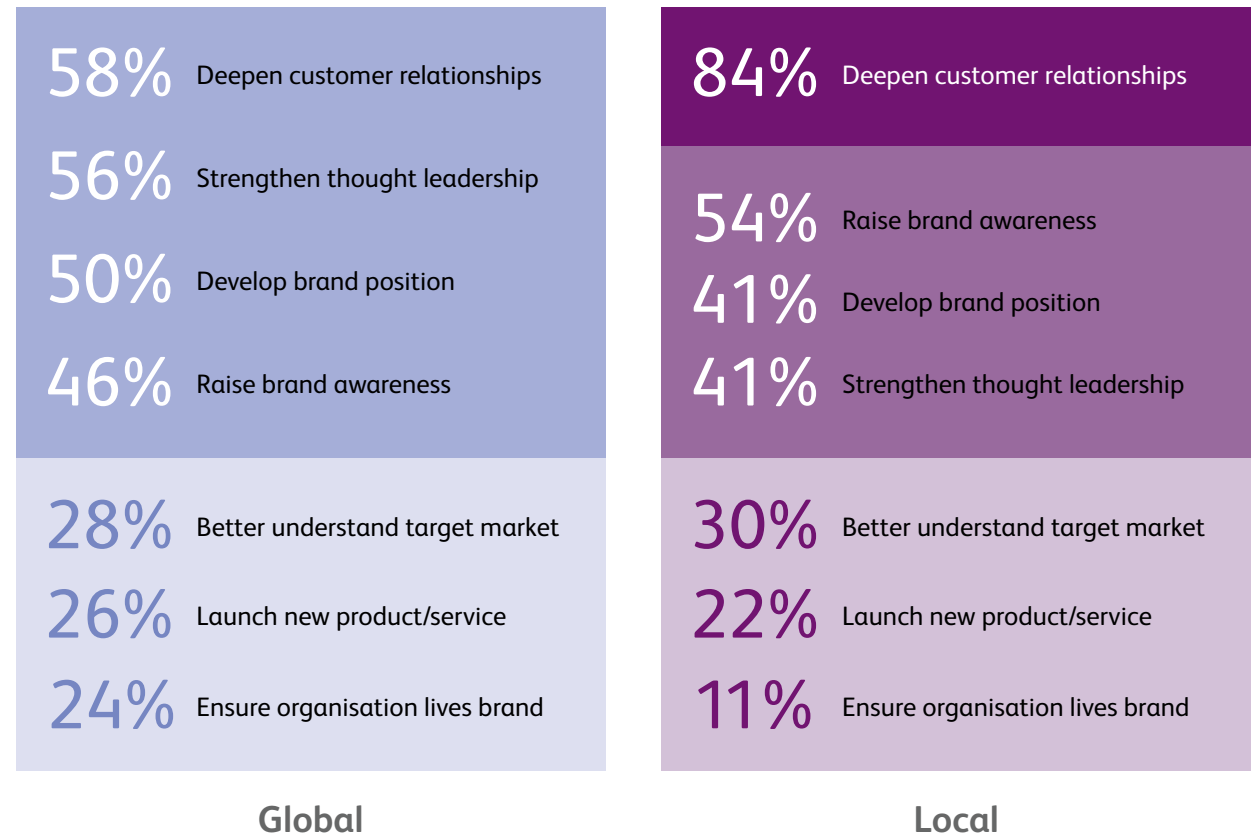 58% Deepen customer relationships
56% Strengthen thought leadership
50% Develop brand position
46% Raise brand awareness
28% Better understand target market
26% Launch new product/service
24% Ensure organisation lives brand
Global
84% Deepen customer relationships
54% Raise brand awareness
41% Develop brand position
41% Strengthen thought leadership
30% Better understand target market
22% Launch new product/service
11% Ensure organisation lives brand
Local